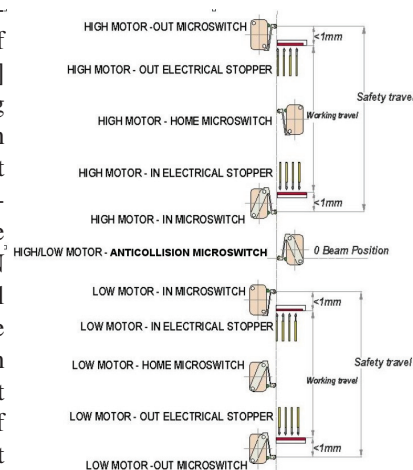 HIGH MOTOR -OUT MICROSWITCH
<1mm
HIGH MOTOR - OUT ELECTRICAL STOPPER
Safety travel
HIGH MOTOR - HOME MICROSWITCH
Working travel
HIGH MOTOR - IN ELECTRICAL STOPPER
<1mm
HIGH MOTOR - IN MICROSWITCH
HIGH/LOW MOTOR - ANTICOLLISION MICROSWITCH
0 Beam Position
LOW MOTOR - IN MICROSWITCH
<1mm
LOW MOTOR - IN ELECTRICAL STOPPER
Safety travel
LOW MOTOR - HOME MICROSWITCH
Working travel
LOW MOTOR - OUT ELECTRICAL STOPPER
<1mm
LOW MOTOR -OUT MICROSWITCH